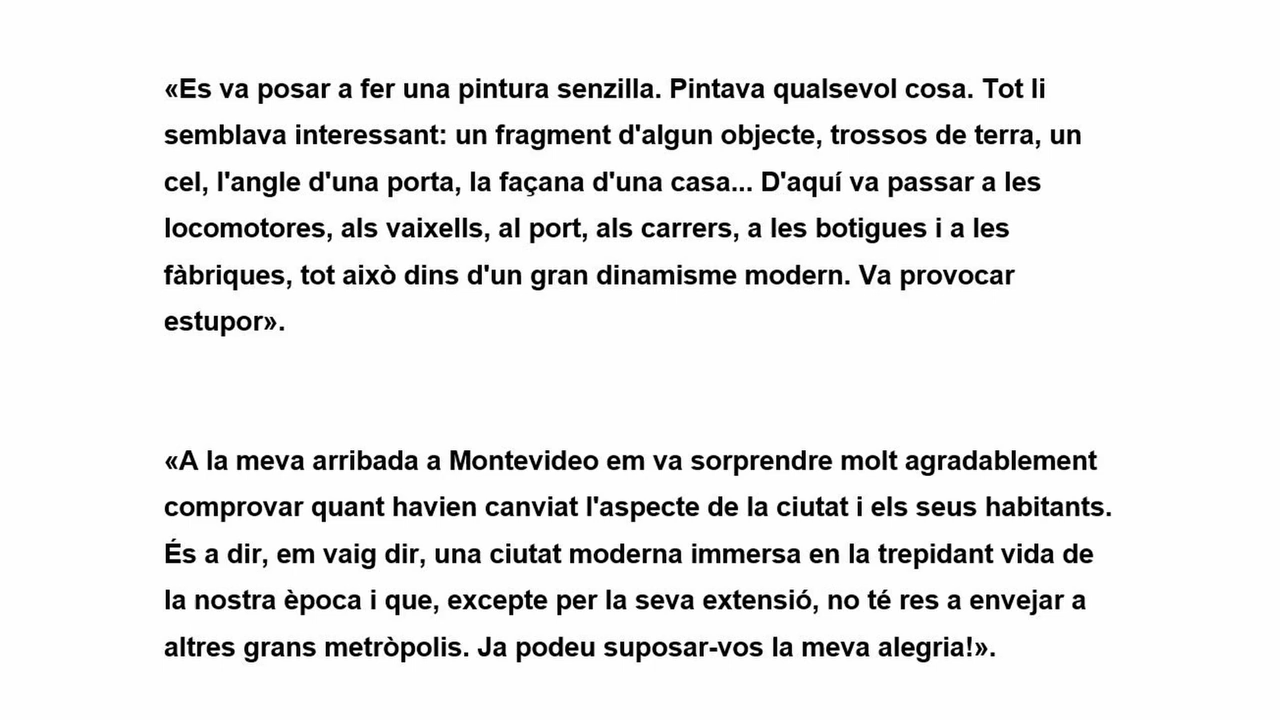 «Es va posar a fer una pintura senzilla. Pintava qualsevol cosa. Tot li
semblava interessant: un fragment d'algun objecte, trossos de terra, un
cel, l'angle d'una porta, la façana d'una casa... D'aquí va passar a les
locomotores, als vaixells, al port, als carrers, a les botigues i a les
fàbriques, tot això dins d'un gran dinamisme modern. Va provocar
estupor».
«A la meva arribada a Montevideo em va sorprendre molt agradablement
comprovar quant havien canviat l'aspecte de la ciutat i els seus habitants.
És a dir, em vaig dir, una ciutat moderna immersa en la trepidant vida de
la nostra època i que, excepte per la seva extensió, no té res a envejar a
altres grans metròpolis. Ja podeu suposar-vos la meva alegria!».